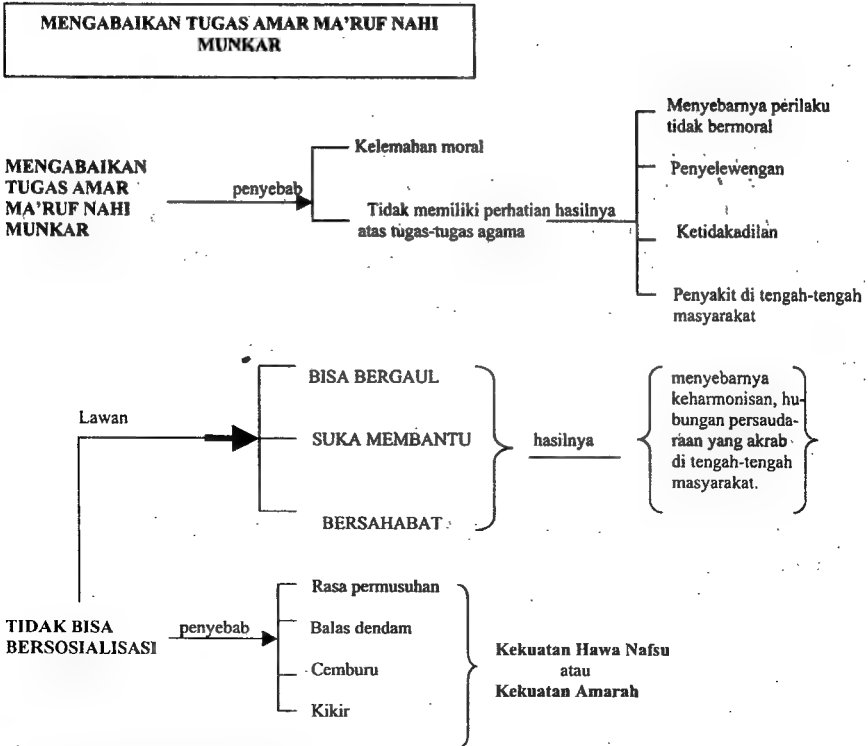 MENGABAIKAN TUGAS AMAR MA'RUF NAHI
MUNKAR
MENGABAIKAN
TUGAS AMAR
MA'RUF NAHI
MUNKAR
penyebab
Kelemahan moral
Tidak memiliki perhatian
atas tugas-tugas agama
hasilnya
Menyebarnya perilaku
tidak bermoral
Penyelewengan
Ketidakadilan
Penyakit di tengah-tengah
masyarakat
Lawan
BISA BERGAUL
SUKA MEMBANTU
BERSAHABAT
hasilnya
menyebarnya
keharmonisan, hu-
bungan persauda-
raan yang akrab
di tengah-tengah
masyarakat.
TIDAK BISA
BERSOSIALISASI
penyebab
Rasa permusuhan
Balas dendam
Cemburu
Kikir
Kekuatan Hawa Nafsu
atau
Kekuatan Amarah